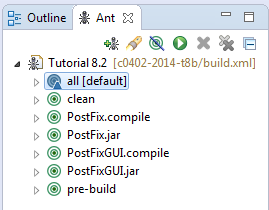 Outline Ant
Tutorial 8.2 [c0402-2014-t8b/build.xml]
all [default]
clean
PostFix.compile
PostFix.jar
PostFixGUI.compile
PostFixGUI.jar
pre-build